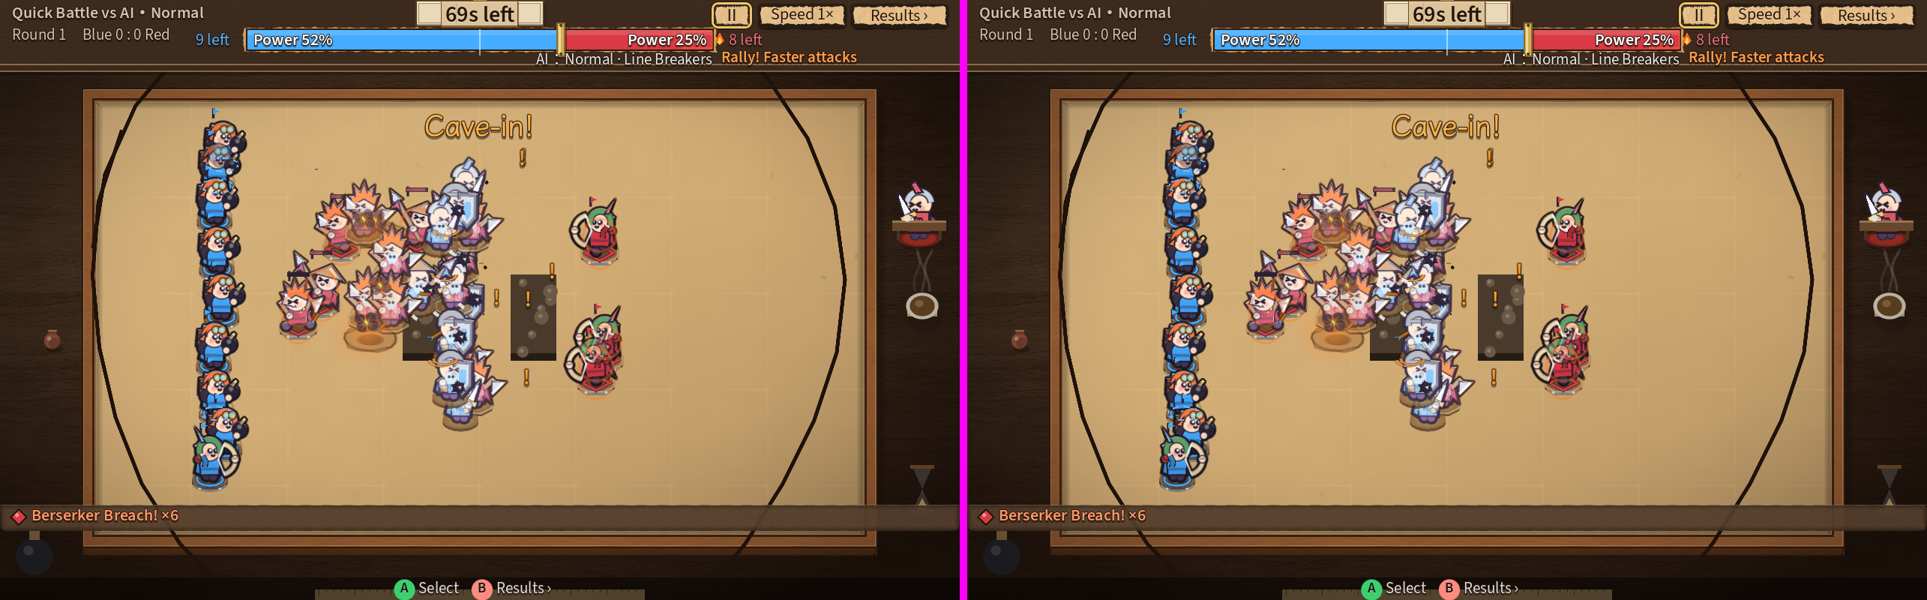 Quick Battle vs AI • Normal
69s left
II
Speed 1×
Results ›
Round 1 Blue 0 : 0 Red
9 left
Power 52%
Power 25%
8 left
AI : Normal · Line Breakers
Rally! Faster attacks
Cave-in!
!
!
!
!
!
Berserker Breach! ×6
A Select
B Results ›
Quick Battle vs AI • Normal
69s left
II
Speed 1×
Results ›
Round 1 Blue 0 : 0 Red
9 left
Power 52%
Power 25%
8 left
AI : Normal · Line Breakers
Rally! Faster attacks
Cave-in!
!
!
!
!
!
Berserker Breach! ×6
A Select
B Results ›